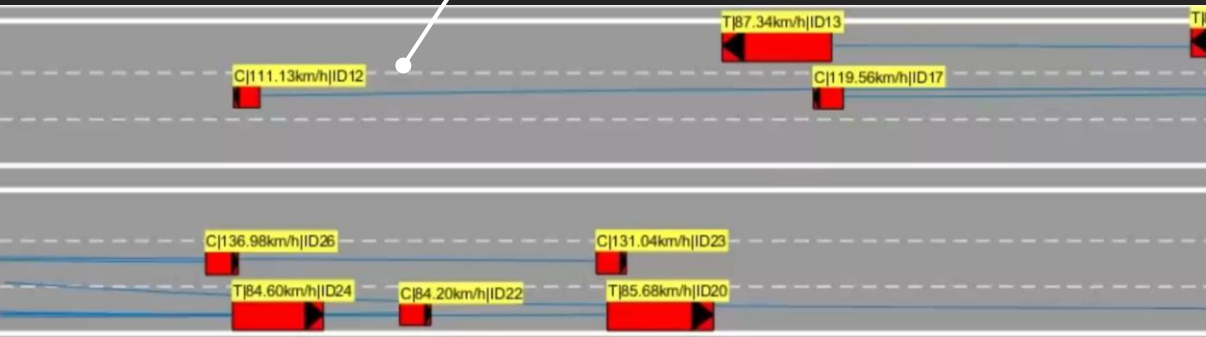 T|87.34km/h|ID13
C|111.13km/h|ID12
C|119.56km/h|ID17
C|136.98km/h|ID26
C|131.04km/h|ID23
T|84.60km/h|ID24
C|84.20km/h|ID22
T|85.68km/h|ID20